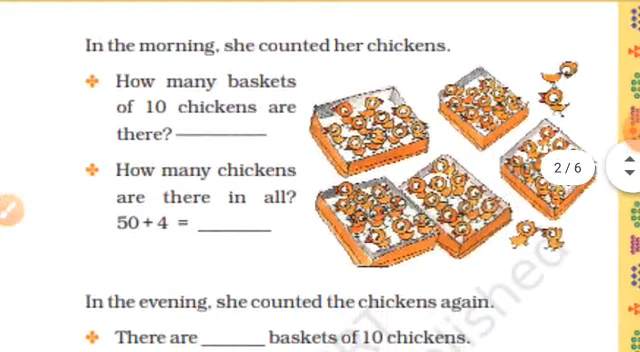 In the morning, she counted her chickens.
❖ How many baskets
of 10 chickens are
there?
❖ How many chickens
are there in all?
50 + 4 = ______
2 / 6
In the evening, she counted the chickens again.
❖ There are ______ baskets of 10 chickens.